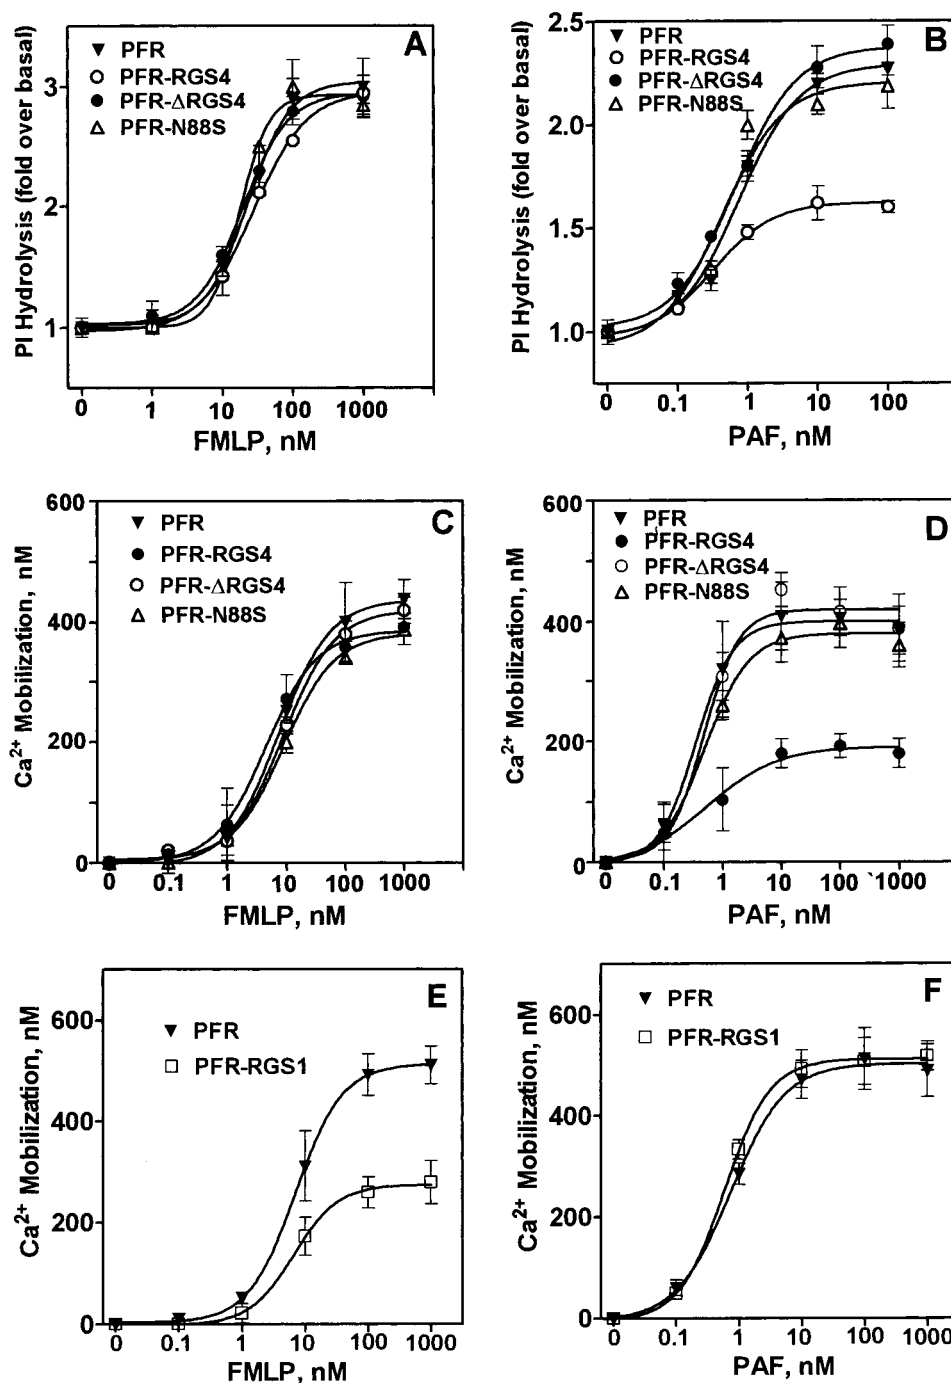 A
PFR
PFR-RGS4
PFR-ΔRGS4
PFR-N88S
PI Hydrolysis (fold over basal)
3
2
1
0 1 10 100 1000
FMLP, nM
B
PFR
PFR-RGS4
PFR-ΔRGS4
PFR-N88S
PI Hydrolysis (fold over basal)
2.5
2.0
1.5
1.0
0 0.1 1 10 100
PAF, nM
C
PFR
PFR-RGS4
PFR-ΔRGS4
PFR-N88S
Ca²⁺ Mobilization, nM
600
400
200
0
0 0.1 1 10 100 1000
FMLP, nM
D
PFR
PFR-RGS4
PFR-ΔRGS4
PFR-N88S
Ca²⁺ Mobilization, nM
600
400
200
0
0 0.1 1 10 100 1000
PAF, nM
E
PFR
PFR-RGS1
Ca²⁺ Mobilization, nM
600
400
200
0
0 0.1 1 10 100 1000
FMLP, nM
F
PFR
PFR-RGS1
Ca²⁺ Mobilization, nM
600
400
200
0
0 0.1 1 10 100 1000
PAF, nM